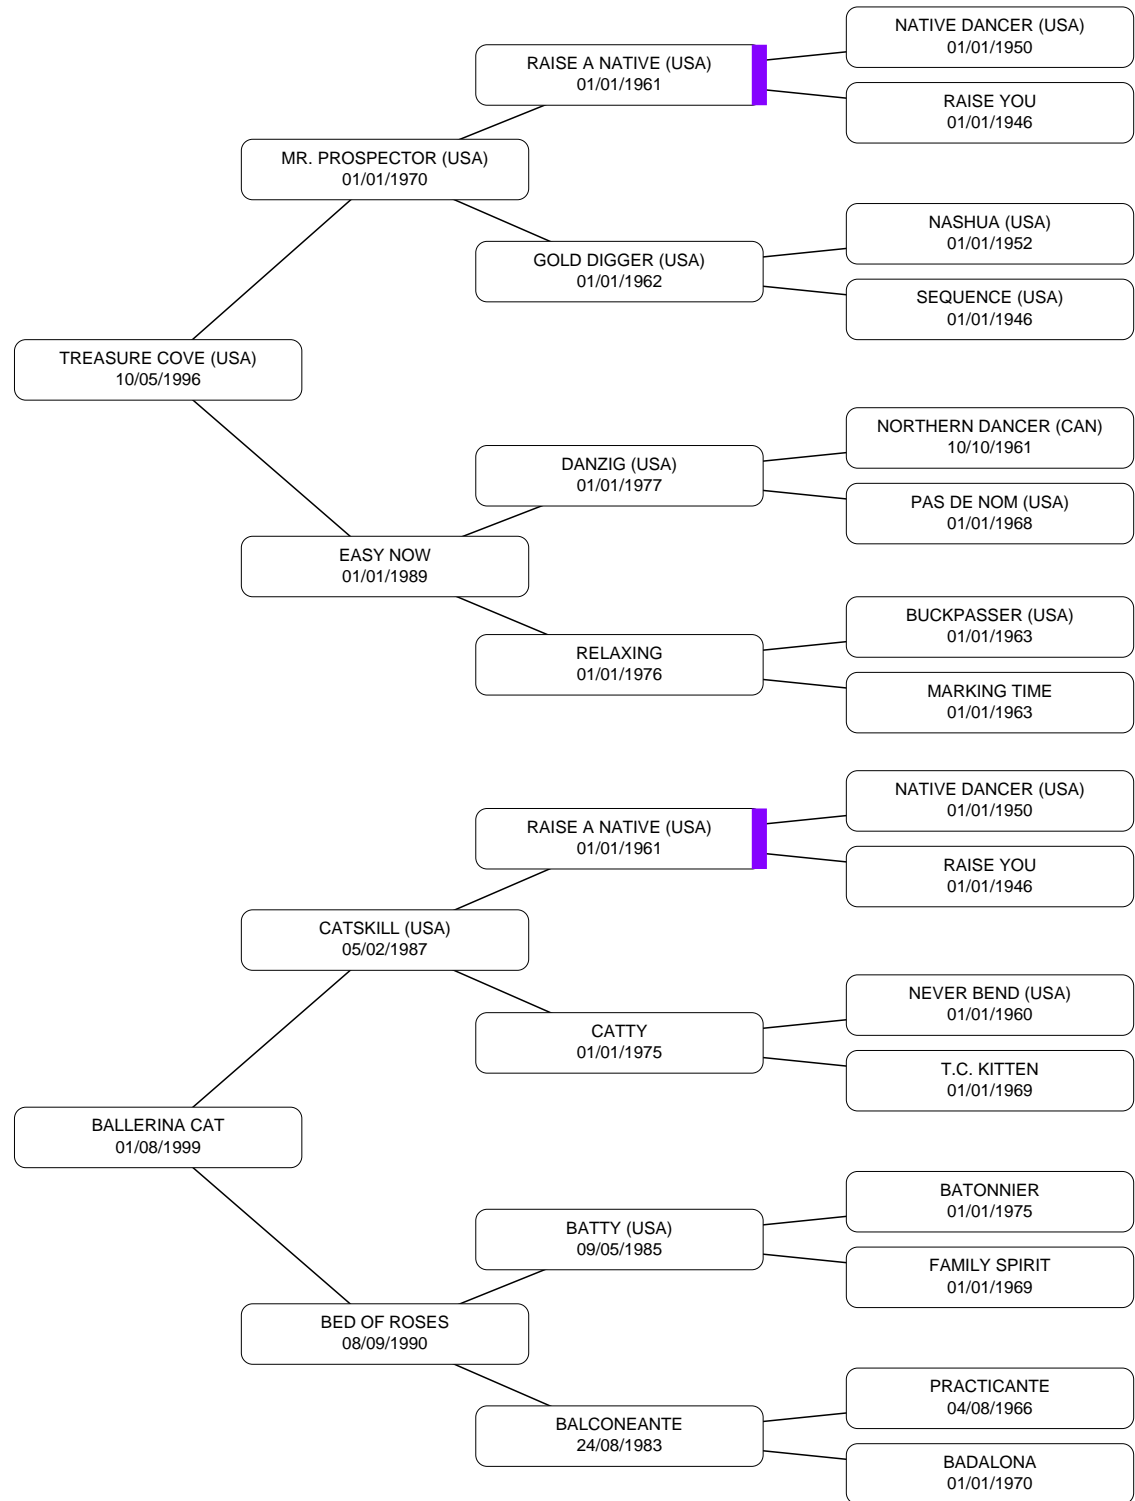 NATIVE DANCER (USA)
01/01/1950
RAISE A NATIVE (USA)
01/01/1961
RAISE YOU
01/01/1946
MR. PROSPECTOR (USA)
01/01/1970
NASHUA (USA)
01/01/1952
GOLD DIGGER (USA)
01/01/1962
SEQUENCE (USA)
01/01/1946
TREASURE COVE (USA)
10/05/1996
NORTHERN DANCER (CAN)
10/10/1961
DANZIG (USA)
01/01/1977
PAS DE NOM (USA)
01/01/1968
EASY NOW
01/01/1989
BUCKPASSER (USA)
01/01/1963
RELAXING
01/01/1976
MARKING TIME
01/01/1963
NATIVE DANCER (USA)
01/01/1950
RAISE A NATIVE (USA)
01/01/1961
RAISE YOU
01/01/1946
CATSKILL (USA)
05/02/1987
NEVER BEND (USA)
01/01/1960
CATTY
01/01/1975
T.C. KITTEN
01/01/1969
BALLERINA CAT
01/08/1999
BATONNIER
01/01/1975
BATTY (USA)
09/05/1985
FAMILY SPIRIT
01/01/1969
BED OF ROSES
08/09/1990
PRACTICANTE
04/08/1966
BALCONEANTE
24/08/1983
BADALONA
01/01/1970